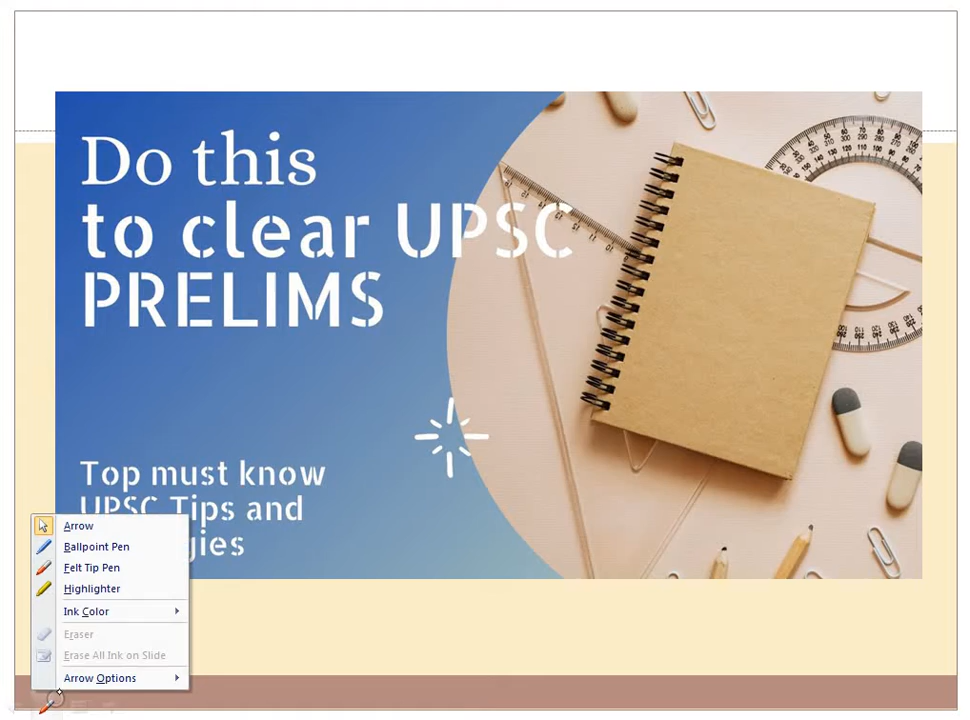 Do this
to clear UPSC
PRELIMS
Top must know
UPSC Tips and
gies
Arrow
Ballpoint Pen
Felt Tip Pen
Highlighter
Ink Color
Eraser
Erase All Ink on Slide
Arrow Options